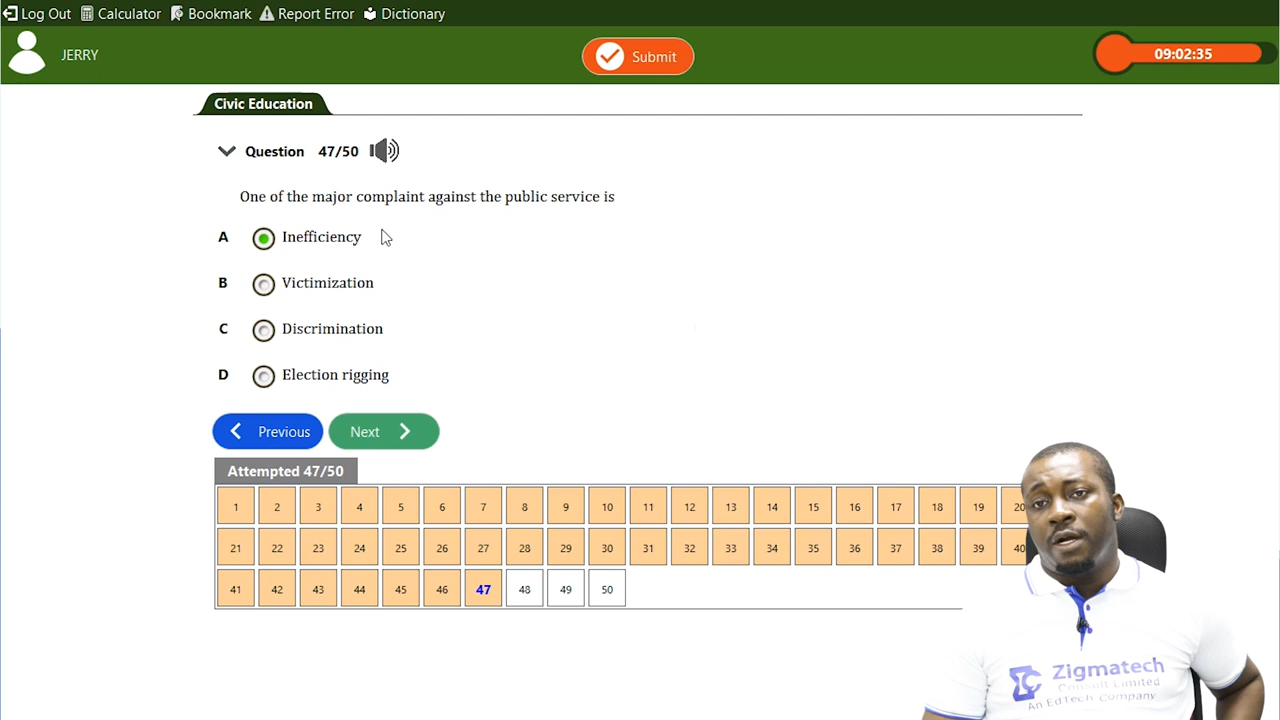 Log Out Calculator Bookmark Report Error Dictionary
JERRY
Submit
09:02:35
Civic Education
Question 47/50
One of the major complaint against the public service is
A Inefficiency
B Victimization
C Discrimination
D Election rigging
Previous Next
Attempted 47/50
1 2 3 4 5 6 7 8 9 10 11 12 13 14 15 16 17 18 19 20
21 22 23 24 25 26 27 28 29 30 31 32 33 34 35 36 37 38 39 40
41 42 43 44 45 46 47 48 49 50
Zigmatech
Consult Limited
An EdTech Company